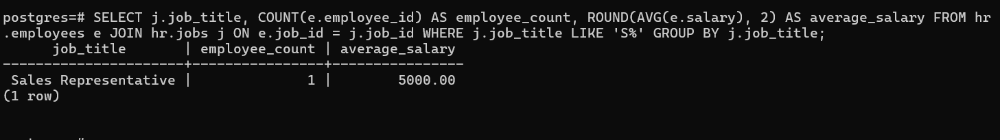 postgres=# SELECT j.job_title, COUNT(e.employee_id) AS employee_count, ROUND(AVG(e.salary), 2) AS average_salary FROM hr
.employees e JOIN hr.jobs j ON e.job_id = j.job_id WHERE j.job_title LIKE 'S%' GROUP BY j.job_title;
      job_title       | employee_count | average_salary
----------------------+----------------+----------------
 Sales Representative |              1 |        5000.00
(1 row)